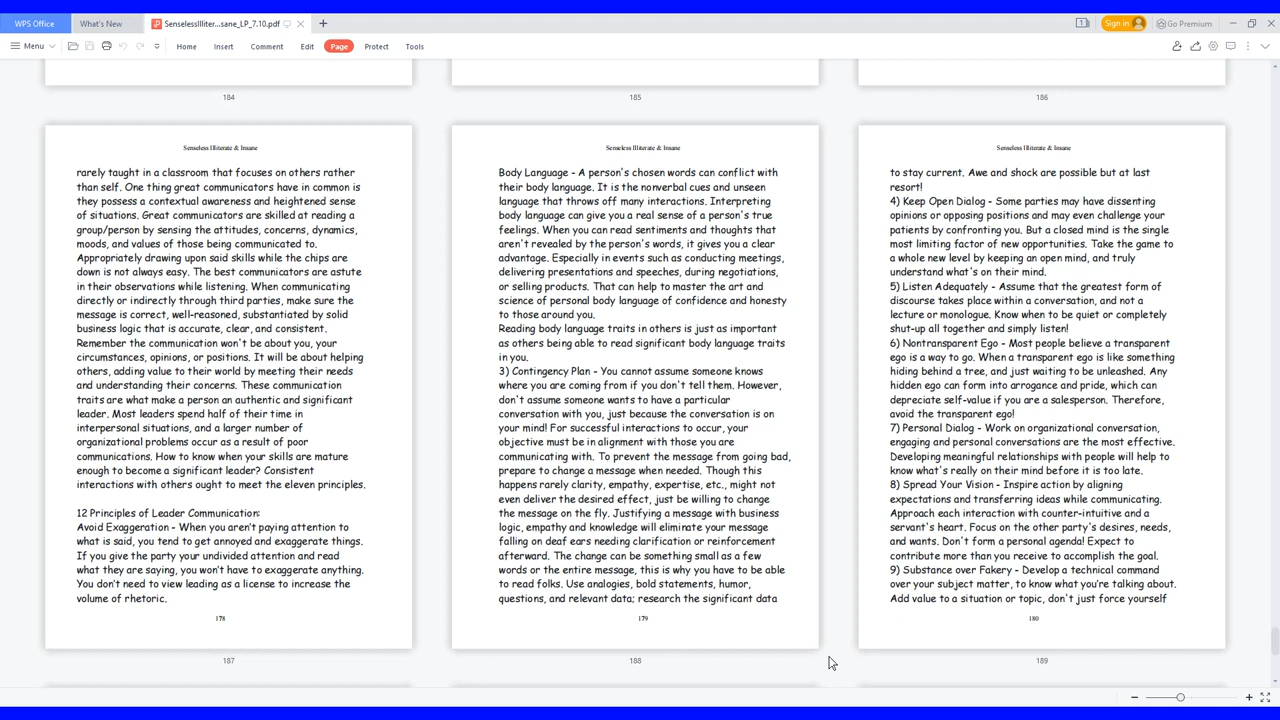 WPS Office
What's New
SenselessIlliter...sane_LP_7.10.pdf
1
Sign in
Go Premium
Menu
Home
Insert
Comment
Edit
Page
Protect
Tools
184
185
186
Senseless Illiterate & Insane
rarely taught in a classroom that focuses on others rather
than self. One thing great communicators have in common is
they possess a contextual awareness and heightened sense
of situations. Great communicators are skilled at reading a
group/person by sensing the attitudes, concerns, dynamics,
moods, and values of those being communicated to.
Appropriately drawing upon said skills while the chips are
down is not always easy. The best communicators are astute
in their observations while listening. When communicating
directly or indirectly through third parties, make sure the
message is correct, well-reasoned, substantiated by solid
business logic that is accurate, clear, and consistent.
Remember the communication won't be about you, your
circumstances, opinions, or positions. It will be about helping
others, adding value to their world by meeting their needs
and understanding their concerns. These communication
traits are what make a person an authentic and significant
leader. Most leaders spend half of their time in
interpersonal situations, and a larger number of
organizational problems occur as a result of poor
communications. How to know when your skills are mature
enough to become a significant leader? Consistent
interactions with others ought to meet the eleven principles.
12 Principles of Leader Communication:
Avoid Exaggeration - When you aren't paying attention to
what is said, you tend to get annoyed and exaggerate things.
If you give the party your undivided attention and read
what they are saying, you won't have to exaggerate anything.
You don't need to view leading as a license to increase the
volume of rhetoric.
178
187
Senseless Illiterate & Insane
Body Language - A person's chosen words can conflict with
their body language. It is the nonverbal cues and unseen
language that throws off many interactions. Interpreting
body language can give you a real sense of a person's true
feelings. When you can read sentiments and thoughts that
aren't revealed by the person's words, it gives you a clear
advantage. Especially in events such as conducting meetings,
delivering presentations and speeches, during negotiations,
or selling products. That can help to master the art and
science of personal body language of confidence and honesty
to those around you.
Reading body language traits in others is just as important
as others being able to read significant body language traits
in you.
3) Contingency Plan - You cannot assume someone knows
where you are coming from if you don't tell them. However,
don't assume someone wants to have a particular
conversation with you, just because the conversation is on
your mind! For successful interactions to occur, your
objective must be in alignment with those you are
communicating with. To prevent the message from going bad,
prepare to change a message when needed. Though this
happens rarely clarity, empathy, expertise, etc., might not
even deliver the desired effect, just be willing to change
the message on the fly. Justifying a message with business
logic, empathy and knowledge will eliminate your message
falling on deaf ears needing clarification or reinforcement
afterward. The change can be something small as a few
words or the entire message, this is why you have to be able
to read folks. Use analogies, bold statements, humor,
questions, and relevant data; research the significant data
179
188
Senseless Illiterate & Insane
to stay current. Awe and shock are possible but at last
resort!
4) Keep Open Dialog - Some parties may have dissenting
opinions or opposing positions and may even challenge your
patients by confronting you. But a closed mind is the single
most limiting factor of new opportunities. Take the game to
a whole new level by keeping an open mind, and truly
understand what's on their mind.
5) Listen Adequately - Assume that the greatest form of
discourse takes place within a conversation, and not a
lecture or monologue. Know when to be quiet or completely
shut-up all together and simply listen!
6) Nontransparent Ego - Most people believe a transparent
ego is a way to go. When a transparent ego is like something
hiding behind a tree, and just waiting to be unleashed. Any
hidden ego can form into arrogance and pride, which can
depreciate self-value if you are a salesperson. Therefore,
avoid the transparent ego!
7) Personal Dialog - Work on organizational conversation,
engaging and personal conversations are the most effective.
Developing meaningful relationships with people will help to
know what's really on their mind before it is too late.
8) Spread Your Vision - Inspire action by aligning
expectations and transferring ideas while communicating.
Approach each interaction with counter-intuitive and a
servant's heart. Focus on the other party's desires, needs,
and wants. Don't form a personal agenda! Expect to
contribute more than you receive to accomplish the goal.
9) Substance over Fakery - Develop a technical command
over your subject matter, to know what you're talking about.
Add value to a situation or topic, don't just force yourself
180
189